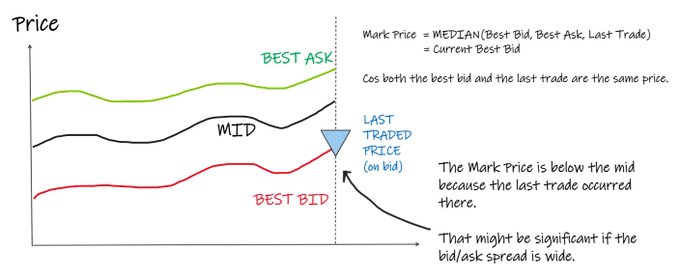 Price
Mark Price = MEDIAN(Best Bid, Best Ask, Last Trade)
= Current Best Bid
Cos both the best bid and the last trade are the same price.
BEST ASK
MID
LAST
TRADED
PRICE
(on bid)
BEST BID
The Mark Price is below the mid
because the last trade occurred
there.
That might be significant if the
bid/ask spread is wide.